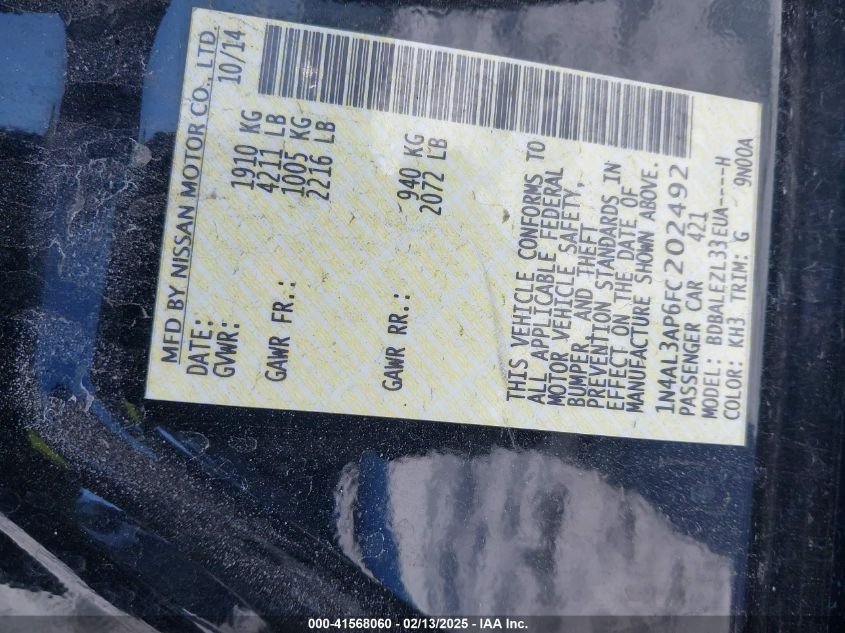 MFD BY NISSAN MOTOR CO., LTD.
DATE: 10/14
GVWR: 1910 KG
4211 LB
GAWR FR.: 1005 KG
2216 LB
GAWR RR.: 940 KG
2072 LB
THIS VEHICLE CONFORMS TO
ALL APPLICABLE FEDERAL
MOTOR VEHICLE SAFETY,
BUMPER, AND THEFT
PREVENTION STANDARDS IN
EFFECT ON THE DATE OF
MANUFACTURE SHOWN ABOVE.
1N4AL3AP6FC202492
PASSENGER CAR 421
MODEL: BDBALEZL33EUA----H
COLOR: KH3 TRIM: G 9N00A
000-41568060 - 02/13/2025 - IAA Inc.